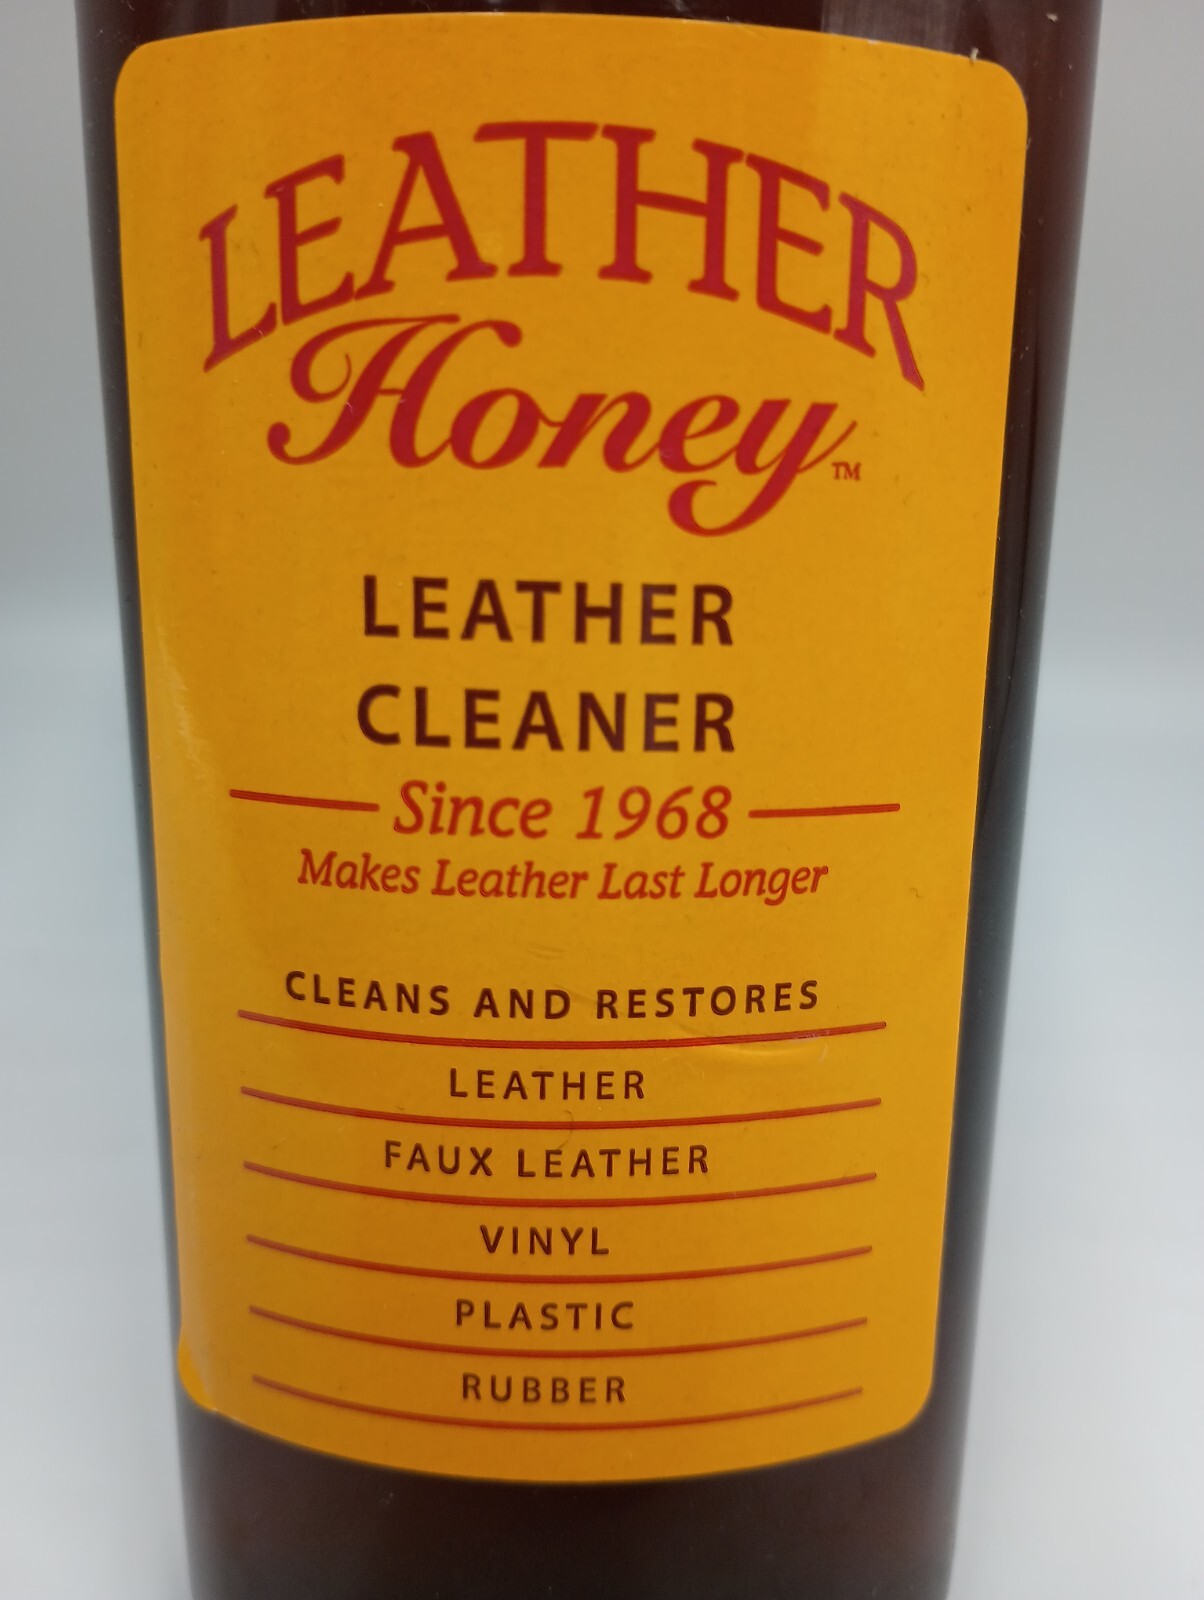 LEATHER
Honey™
LEATHER
CLEANER
Since 1968
Makes Leather Last Longer
CLEANS AND RESTORES
LEATHER
FAUX LEATHER
VINYL
PLASTIC
RUBBER